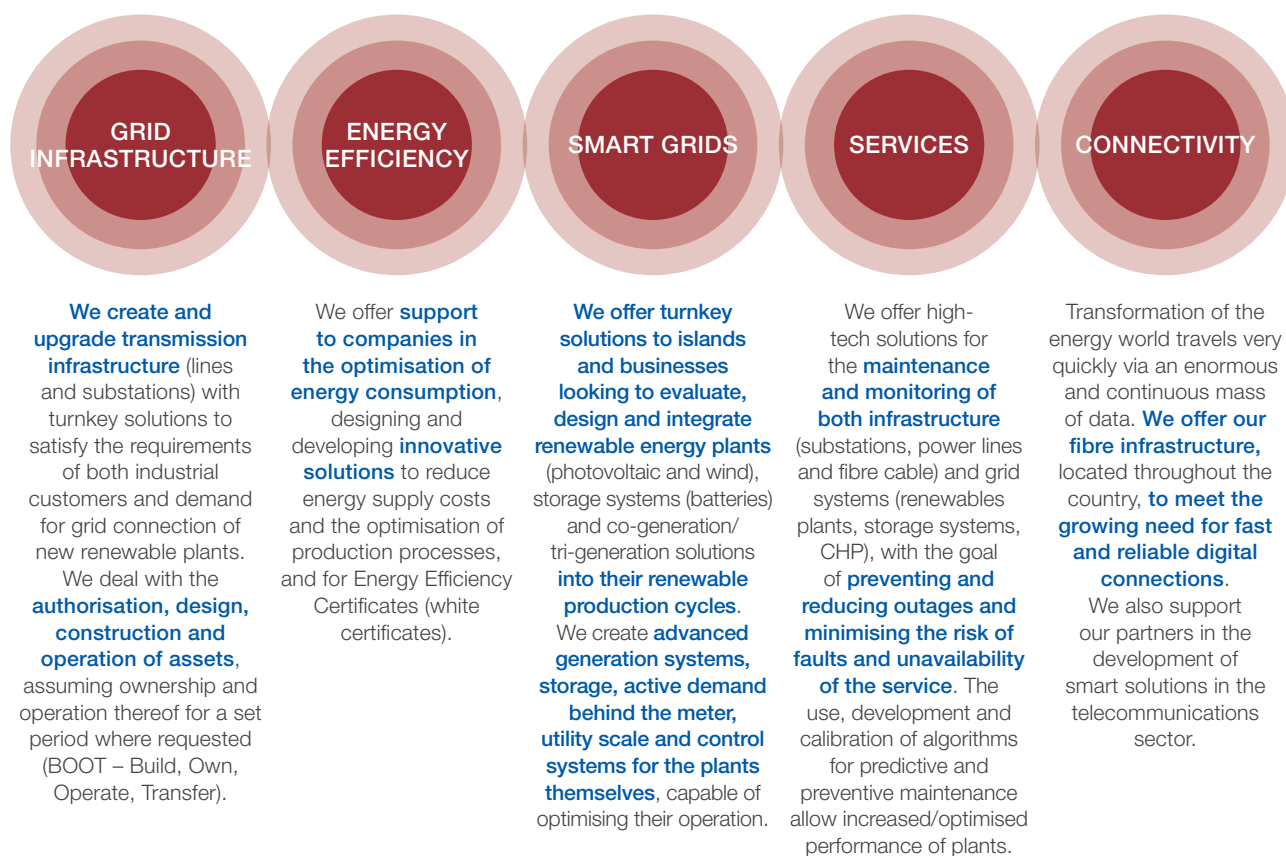 GRID
INFRASTRUCTURE
We create and
upgrade transmission
infrastructure (lines
and substations) with
turnkey solutions to
satisfy the requirements
of both industrial
customers and demand
for grid connection of
new renewable plants.
We deal with the
authorisation, design,
construction and
operation of assets,
assuming ownership and
operation thereof for a set
period where requested
(BOOT – Build, Own,
Operate, Transfer).
ENERGY
EFFICIENCY
We offer support
to companies in
the optimisation of
energy consumption,
designing and
developing innovative
solutions to reduce
energy supply costs
and the optimisation of
production processes,
and for Energy Efficiency
Certificates (white
certificates).
SMART GRIDS
We offer turnkey
solutions to islands
and businesses
looking to evaluate,
design and integrate
renewable energy plants
(photovoltaic and wind),
storage systems (batteries)
and co-generation/
tri-generation solutions
into their renewable
production cycles.
We create advanced
generation systems,
storage, active demand
behind the meter,
utility scale and control
systems for the plants
themselves, capable of
optimising their operation.
SERVICES
We offer high-
tech solutions for
the maintenance
and monitoring of
both infrastructure
(substations, power lines
and fibre cable) and grid
systems (renewables
plants, storage systems,
CHP), with the goal
of preventing and
reducing outages and
minimising the risk of
faults and unavailability
of the service. The
use, development and
calibration of algorithms
for predictive and
preventive maintenance
allow increased/optimised
performance of plants.
CONNECTIVITY
Transformation of the
energy world travels very
quickly via an enormous
and continuous mass
of data. We offer our
fibre infrastructure,
located throughout the
country, to meet the
growing need for fast
and reliable digital
connections.
We also support
our partners in the
development of
smart solutions in the
telecommunications
sector.